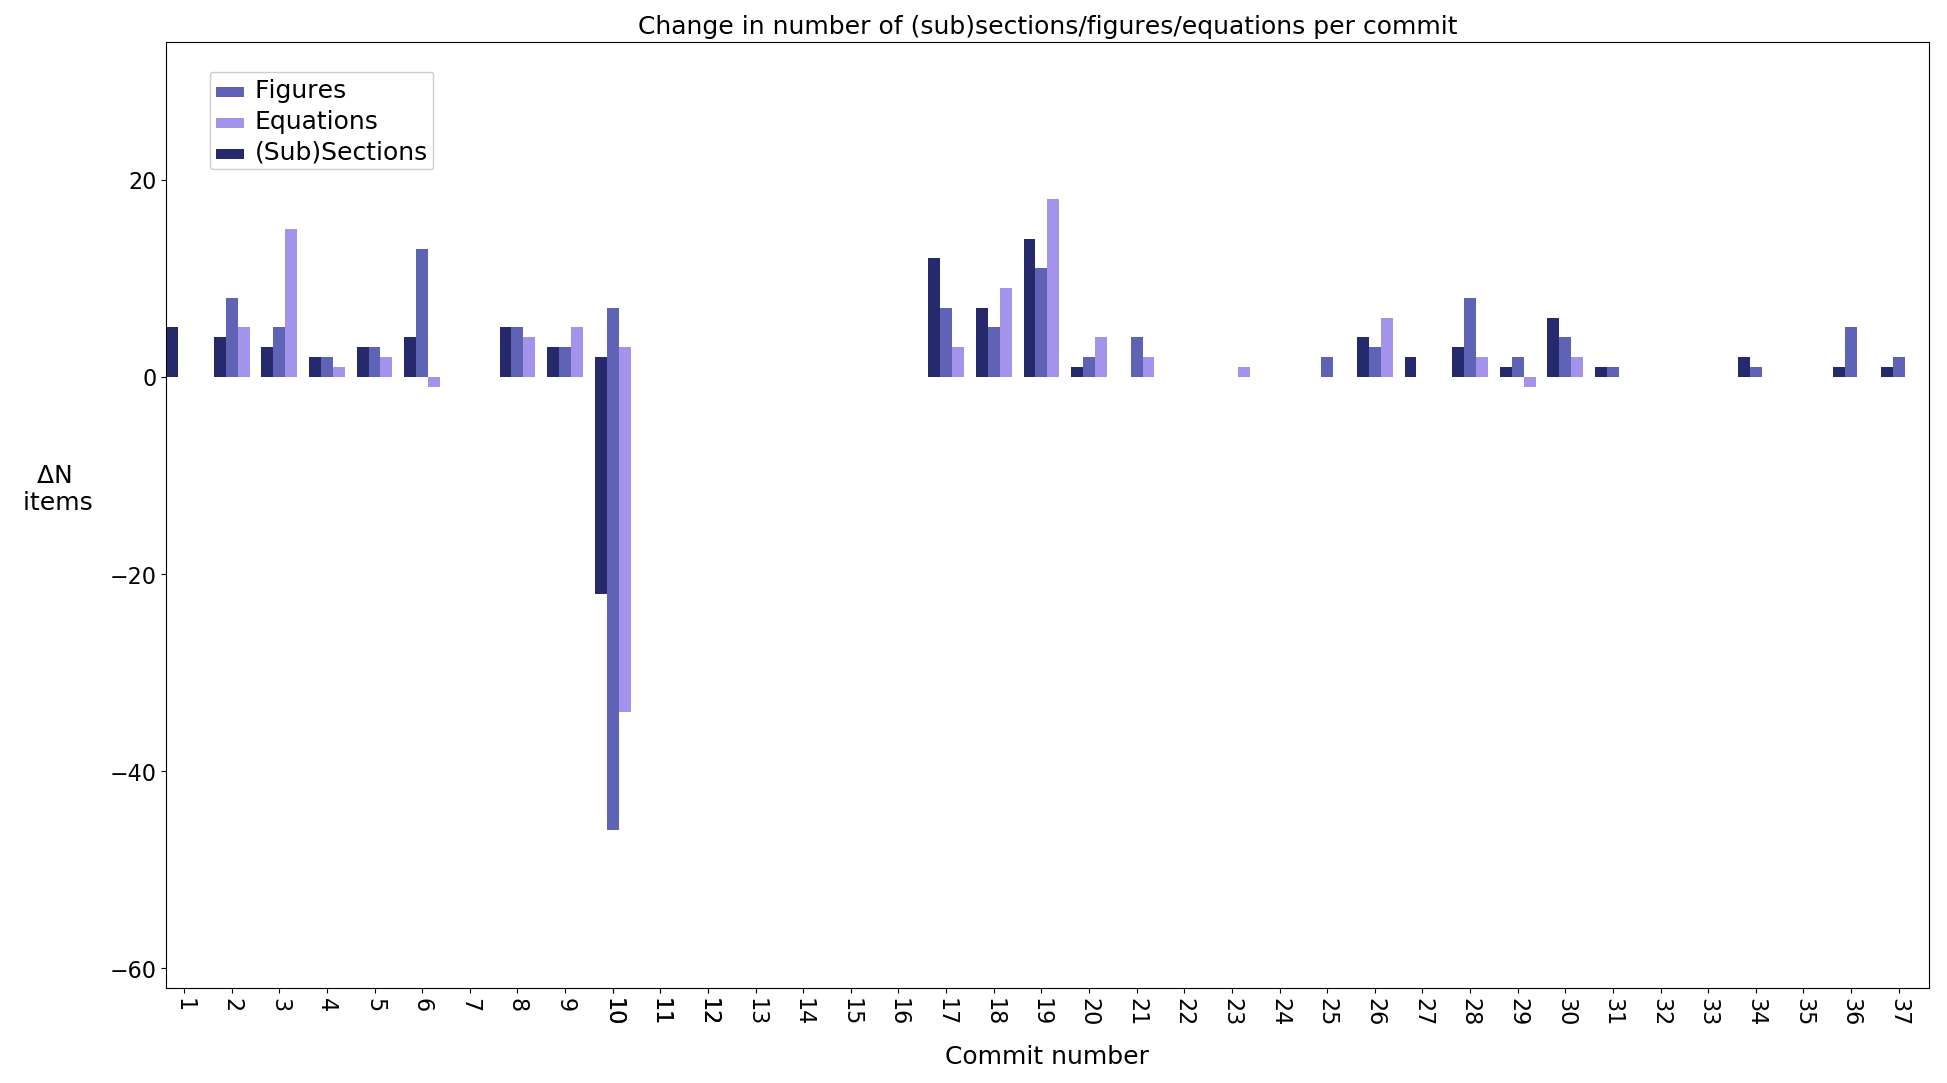 Change in number of (sub)sections/figures/equations per commit
Figures
Equations
(Sub)Sections
20
0
−20
−40
−60
ΔN
items
1 2 3 4 5 6 7 8 9 10 11 12 13 14 15 16 17 18 19 20 21 22 23 24 25 26 27 28 29 30 31 32 33 34 35 36 37
Commit number